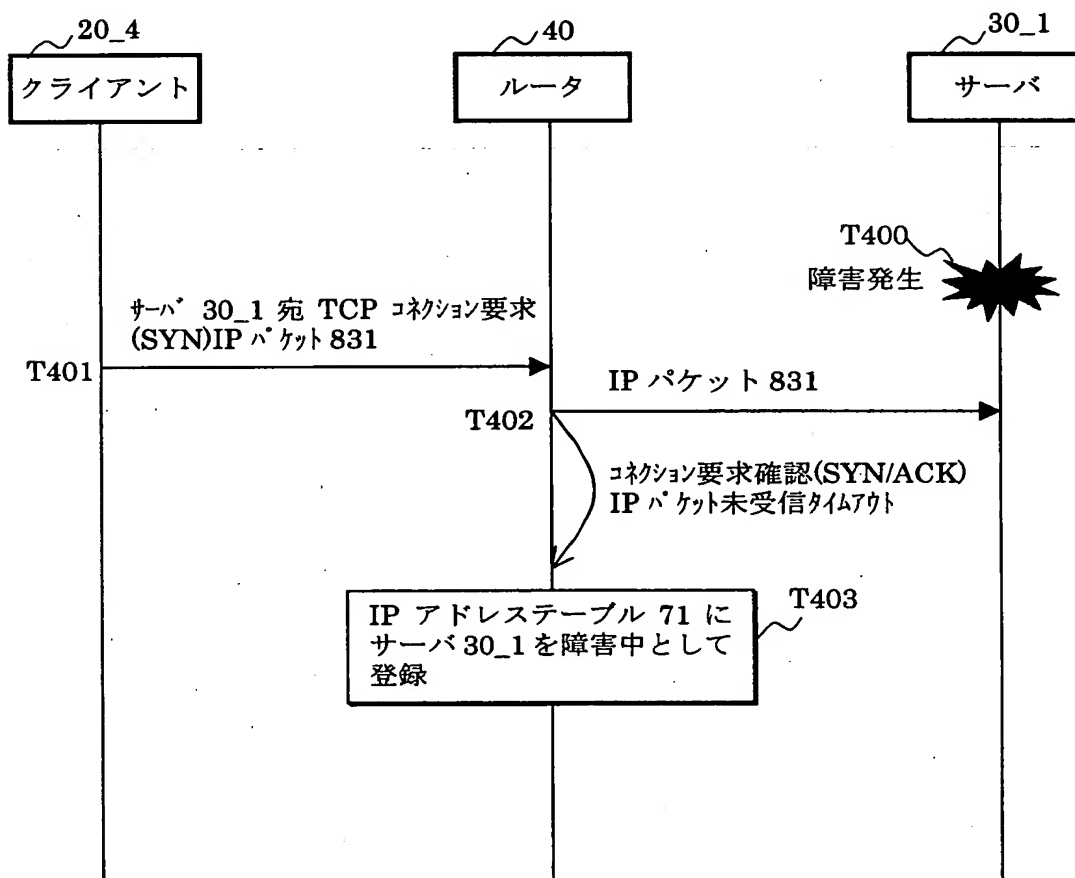 20_4
40
30_1
クライアント
ルータ
サーバ
T400
障害発生
サーバ 30_1 宛 TCP コネクション要求
(SYN)IP パケット 831
T401
IP パケット 831
T402
コネクション要求確認(SYN/ACK)
IP パケット未受信タイムアウト
T403
IP アドレステーブル 71 に
サーバ 30_1 を障害中として
登録